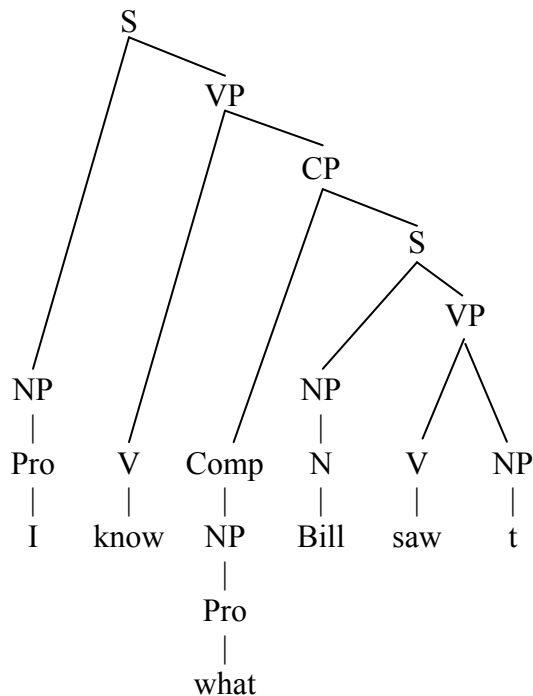 S
VP
CP
S
VP
NP NP
Pro V Comp N V NP
I know NP Bill saw t
Pro
what